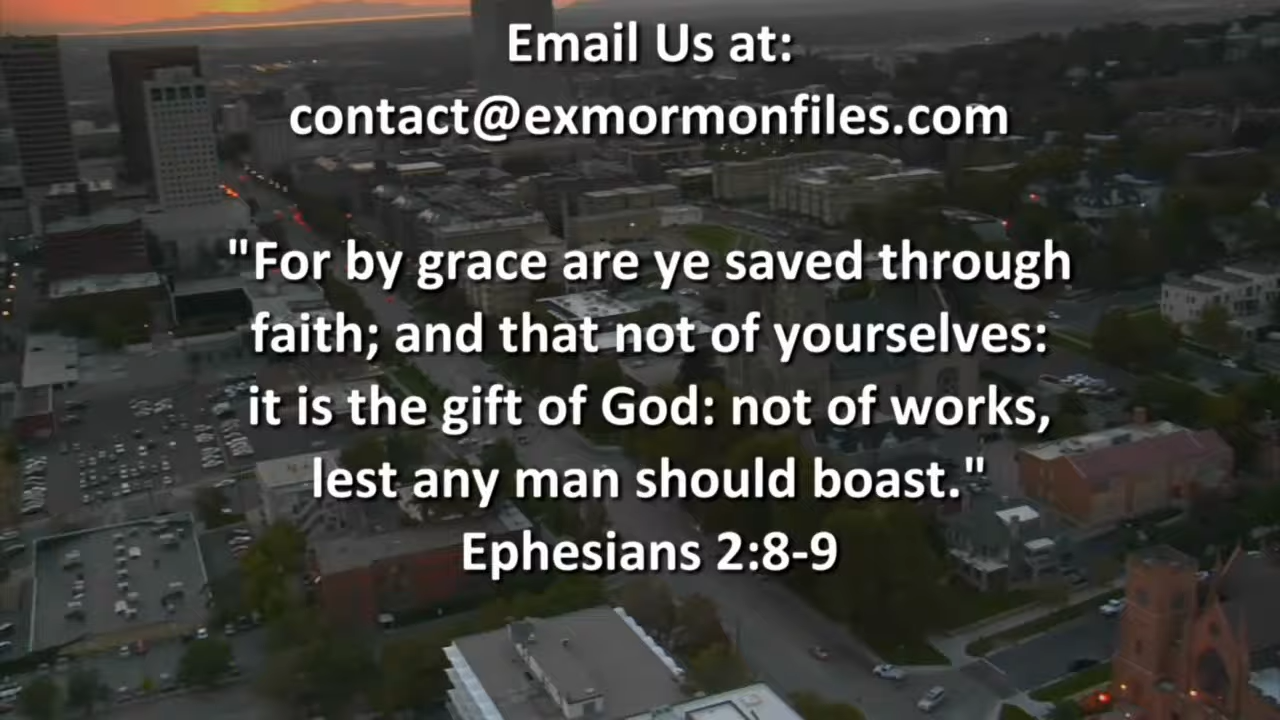 Email Us at:
contact@exmormonfiles.com
"For by grace are ye saved through
faith; and that not of yourselves:
it is the gift of God: not of works,
lest any man should boast."
Ephesians 2:8-9